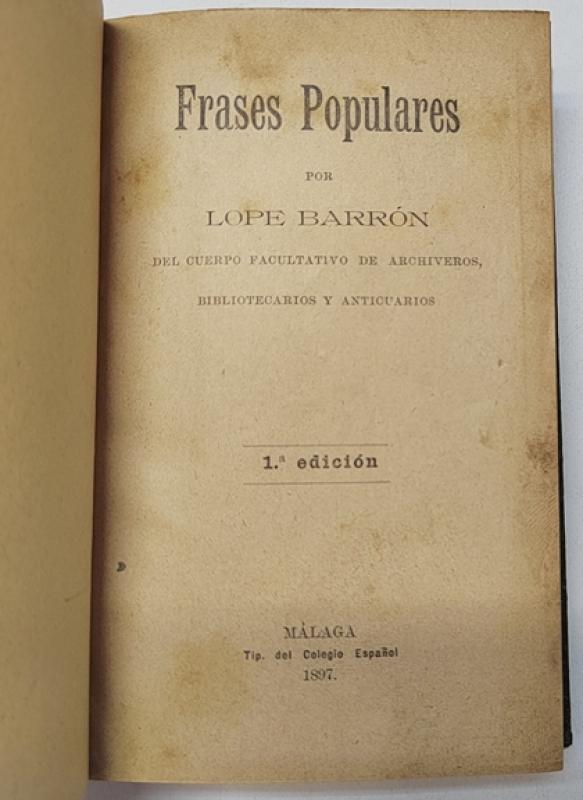 Frases Populares
POR
LOPE BARRÓN
DEL CUERPO FACULTATIVO DE ARCHIVEROS,
BIBLIOTECARIOS Y ANTICUARIOS
1.ª edición
MÁLAGA
Tip. del Colegio Español
1897.